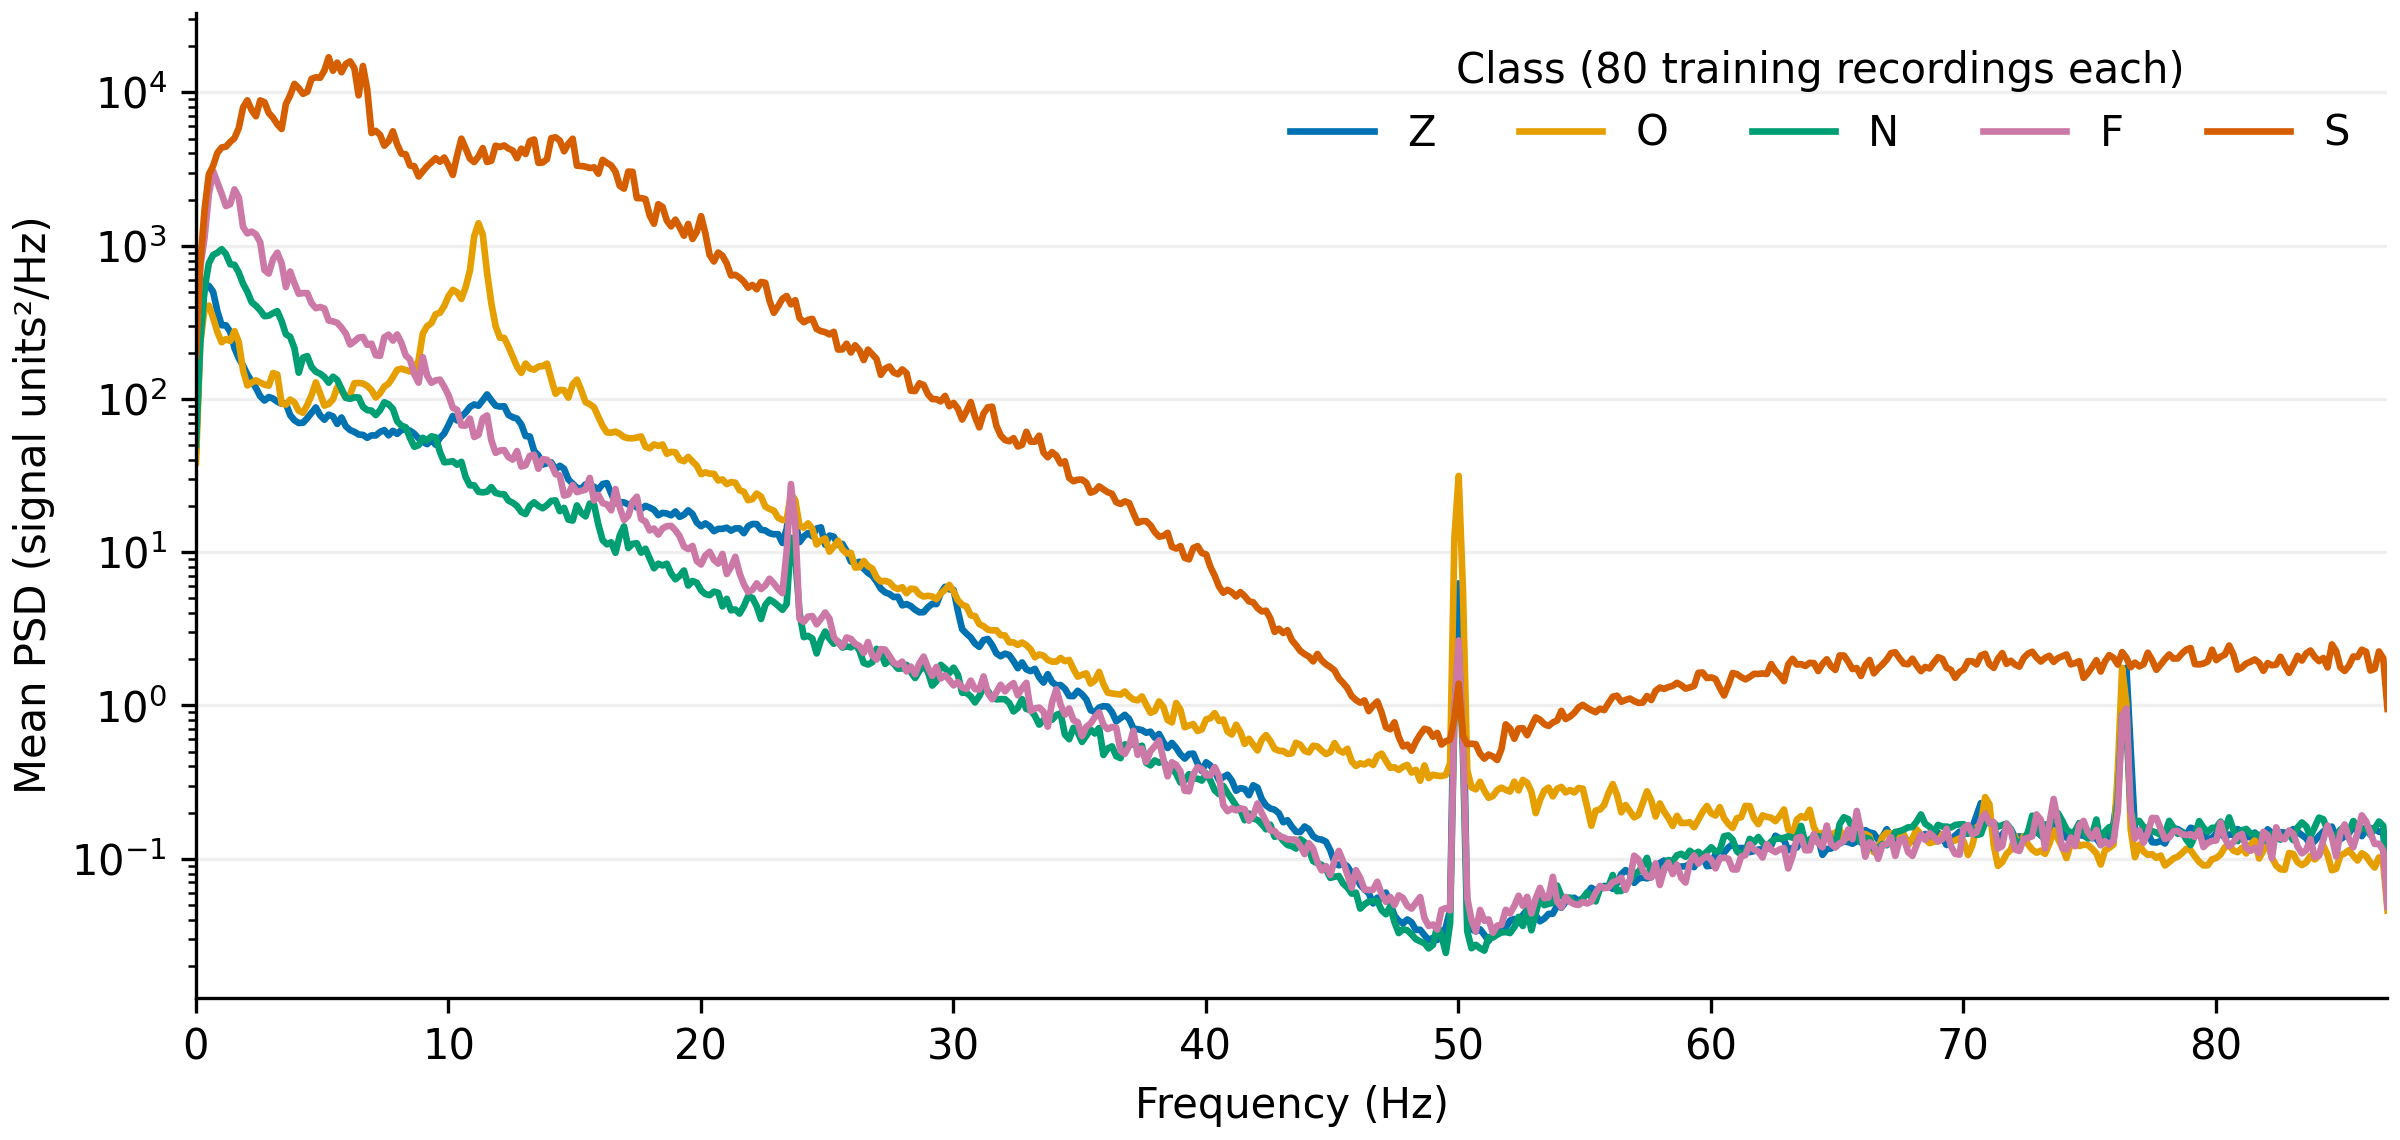 Class (80 training recordings each)
Z O N F S
Mean PSD (signal units²/Hz)
10⁴
10³
10²
10¹
10⁰
10⁻¹
0 10 20 30 40 50 60 70 80
Frequency (Hz)